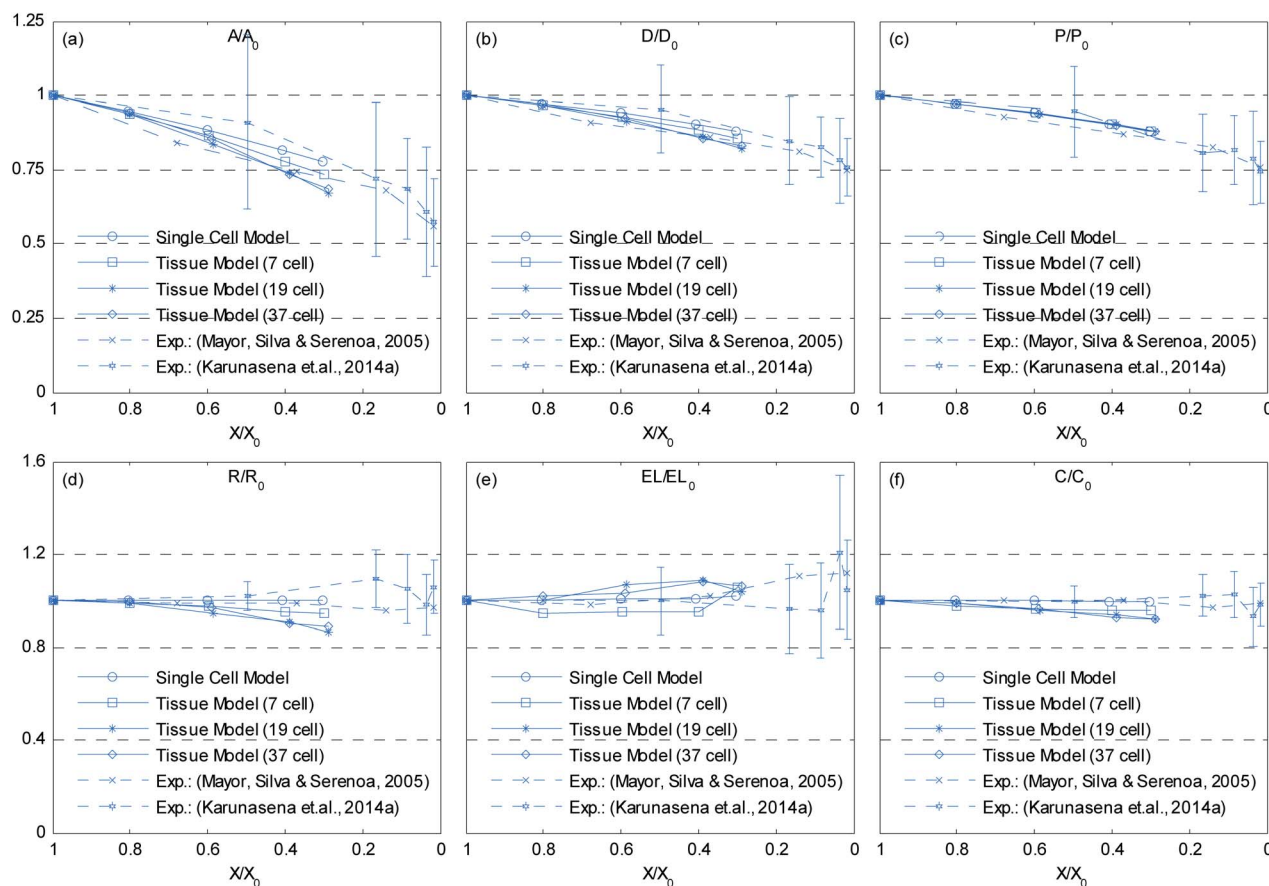 1.25
(a) A/A0
(b) D/D0
(c) P/P0
1
0.75
0.5
0.25
0
Single Cell Model
Tissue Model (7 cell)
Tissue Model (19 cell)
Tissue Model (37 cell)
Exp.: (Mayor, Silva & Serenoa, 2005)
Exp.: (Karunasena et.al., 2014a)
Single Cell Model
Tissue Model (7 cell)
Tissue Model (19 cell)
Tissue Model (37 cell)
Exp.: (Mayor, Silva & Serenoa, 2005)
Exp.: (Karunasena et.al., 2014a)
Single Cell Model
Tissue Model (7 cell)
Tissue Model (19 cell)
Tissue Model (37 cell)
Exp.: (Mayor, Silva & Serenoa, 2005)
Exp.: (Karunasena et.al., 2014a)
1 0.8 0.6 0.4 0.2 0
1 0.8 0.6 0.4 0.2 0
1 0.8 0.6 0.4 0.2 0
X/X0
X/X0
X/X0
1.6
(d) R/R0
(e) EL/EL0
(f) C/C0
1.2
0.8
0.4
0
Single Cell Model
Tissue Model (7 cell)
Tissue Model (19 cell)
Tissue Model (37 cell)
Exp.: (Mayor, Silva & Serenoa, 2005)
Exp.: (Karunasena et.al., 2014a)
Single Cell Model
Tissue Model (7 cell)
Tissue Model (19 cell)
Tissue Model (37 cell)
Exp.: (Mayor, Silva & Serenoa, 2005)
Exp.: (Karunasena et.al., 2014a)
Single Cell Model
Tissue Model (7 cell)
Tissue Model (19 cell)
Tissue Model (37 cell)
Exp.: (Mayor, Silva & Serenoa, 2005)
Exp.: (Karunasena et.al., 2014a)
1 0.8 0.6 0.4 0.2 0
1 0.8 0.6 0.4 0.2 0
1 0.8 0.6 0.4 0.2 0
X/X0
X/X0
X/X0